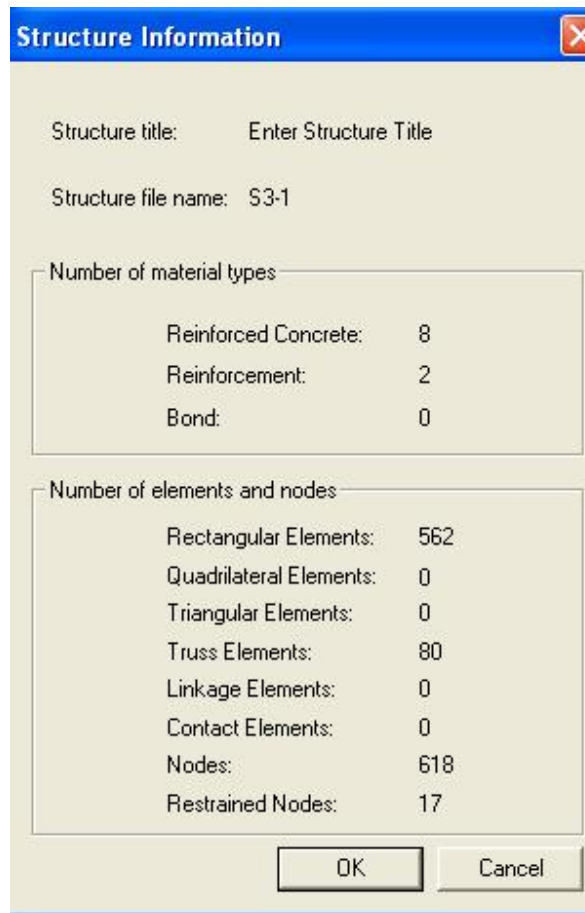 Structure Information
Structure title: Enter Structure Title
Structure file name: S3-1
Number of material types
Reinforced Concrete: 8
Reinforcement: 2
Bond: 0
Number of elements and nodes
Rectangular Elements: 562
Quadrilateral Elements: 0
Triangular Elements: 0
Truss Elements: 80
Linkage Elements: 0
Contact Elements: 0
Nodes: 618
Restrained Nodes: 17
OK Cancel